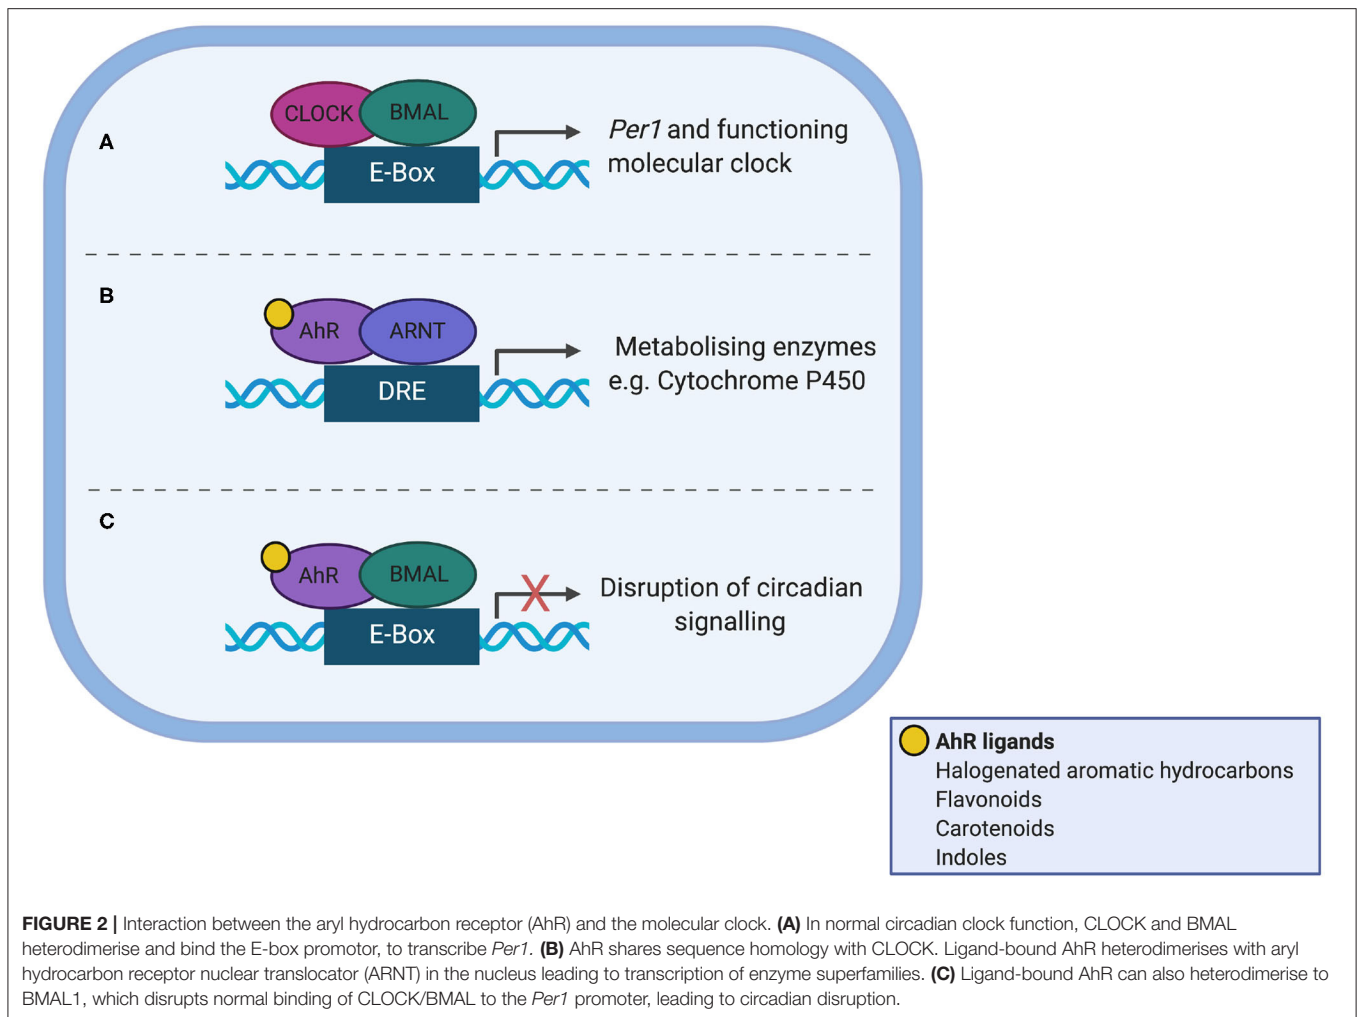 A
CLOCK
BMAL
E-Box
Per1 and functioning
molecular clock
B
AhR
ARNT
DRE
Metabolising enzymes
e.g. Cytochrome P450
C
AhR
BMAL
E-Box
X
Disruption of circadian
signalling
AhR ligands
Halogenated aromatic hydrocarbons
Flavonoids
Carotenoids
Indoles
FIGURE 2 | Interaction between the aryl hydrocarbon receptor (AhR) and the molecular clock. (A) In normal circadian clock function, CLOCK and BMAL
heterodimerise and bind the E-box promotor, to transcribe Per1. (B) AhR shares sequence homology with CLOCK. Ligand-bound AhR heterodimerises with aryl
hydrocarbon receptor nuclear translocator (ARNT) in the nucleus leading to transcription of enzyme superfamilies. (C) Ligand-bound AhR can also heterodimerise to
BMAL1, which disrupts normal binding of CLOCK/BMAL to the Per1 promoter, leading to circadian disruption.